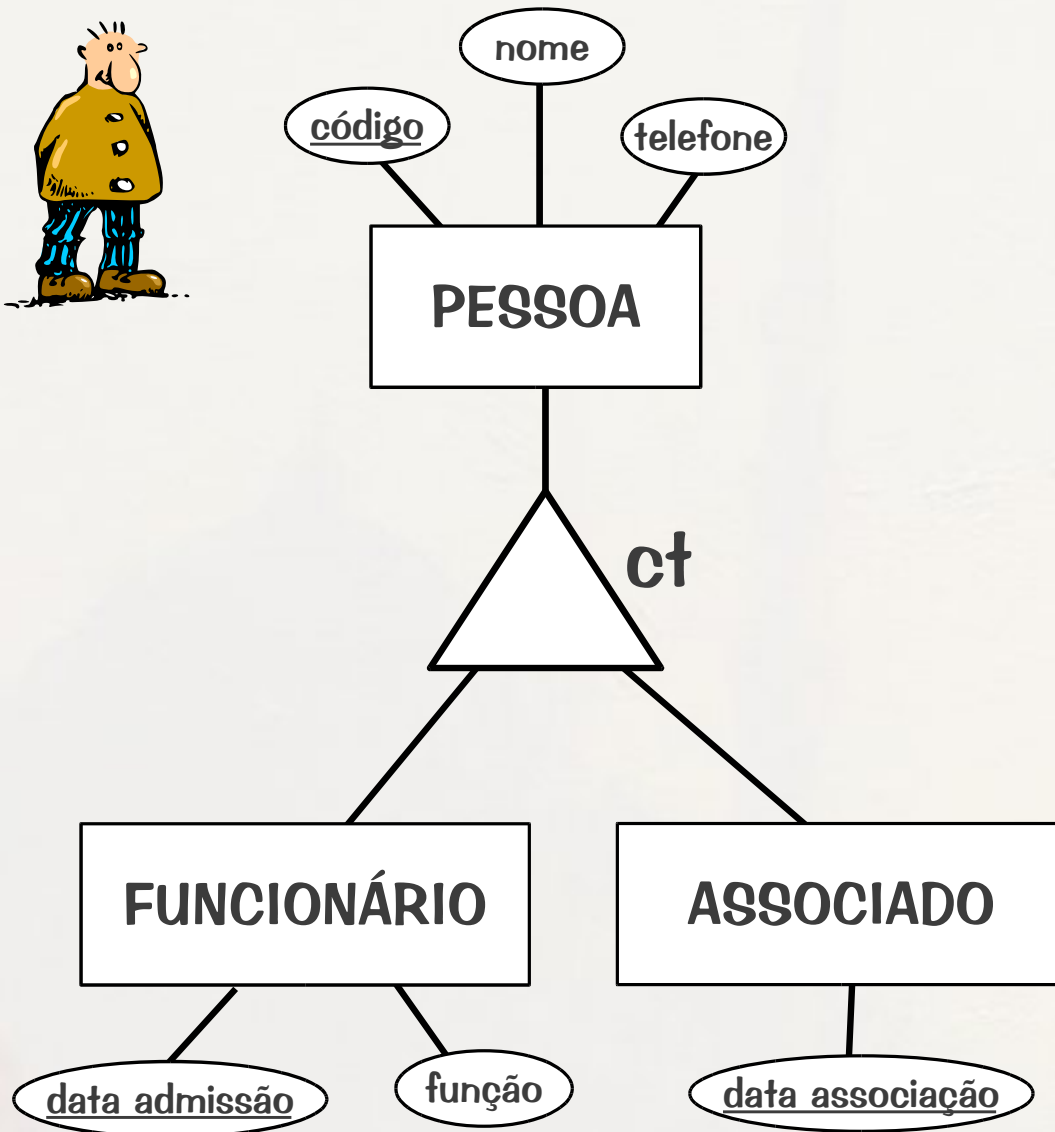 nome
código
telefone
PESSOA
ct
FUNCIONÁRIO
ASSOCIADO
data admissão
função
data associação